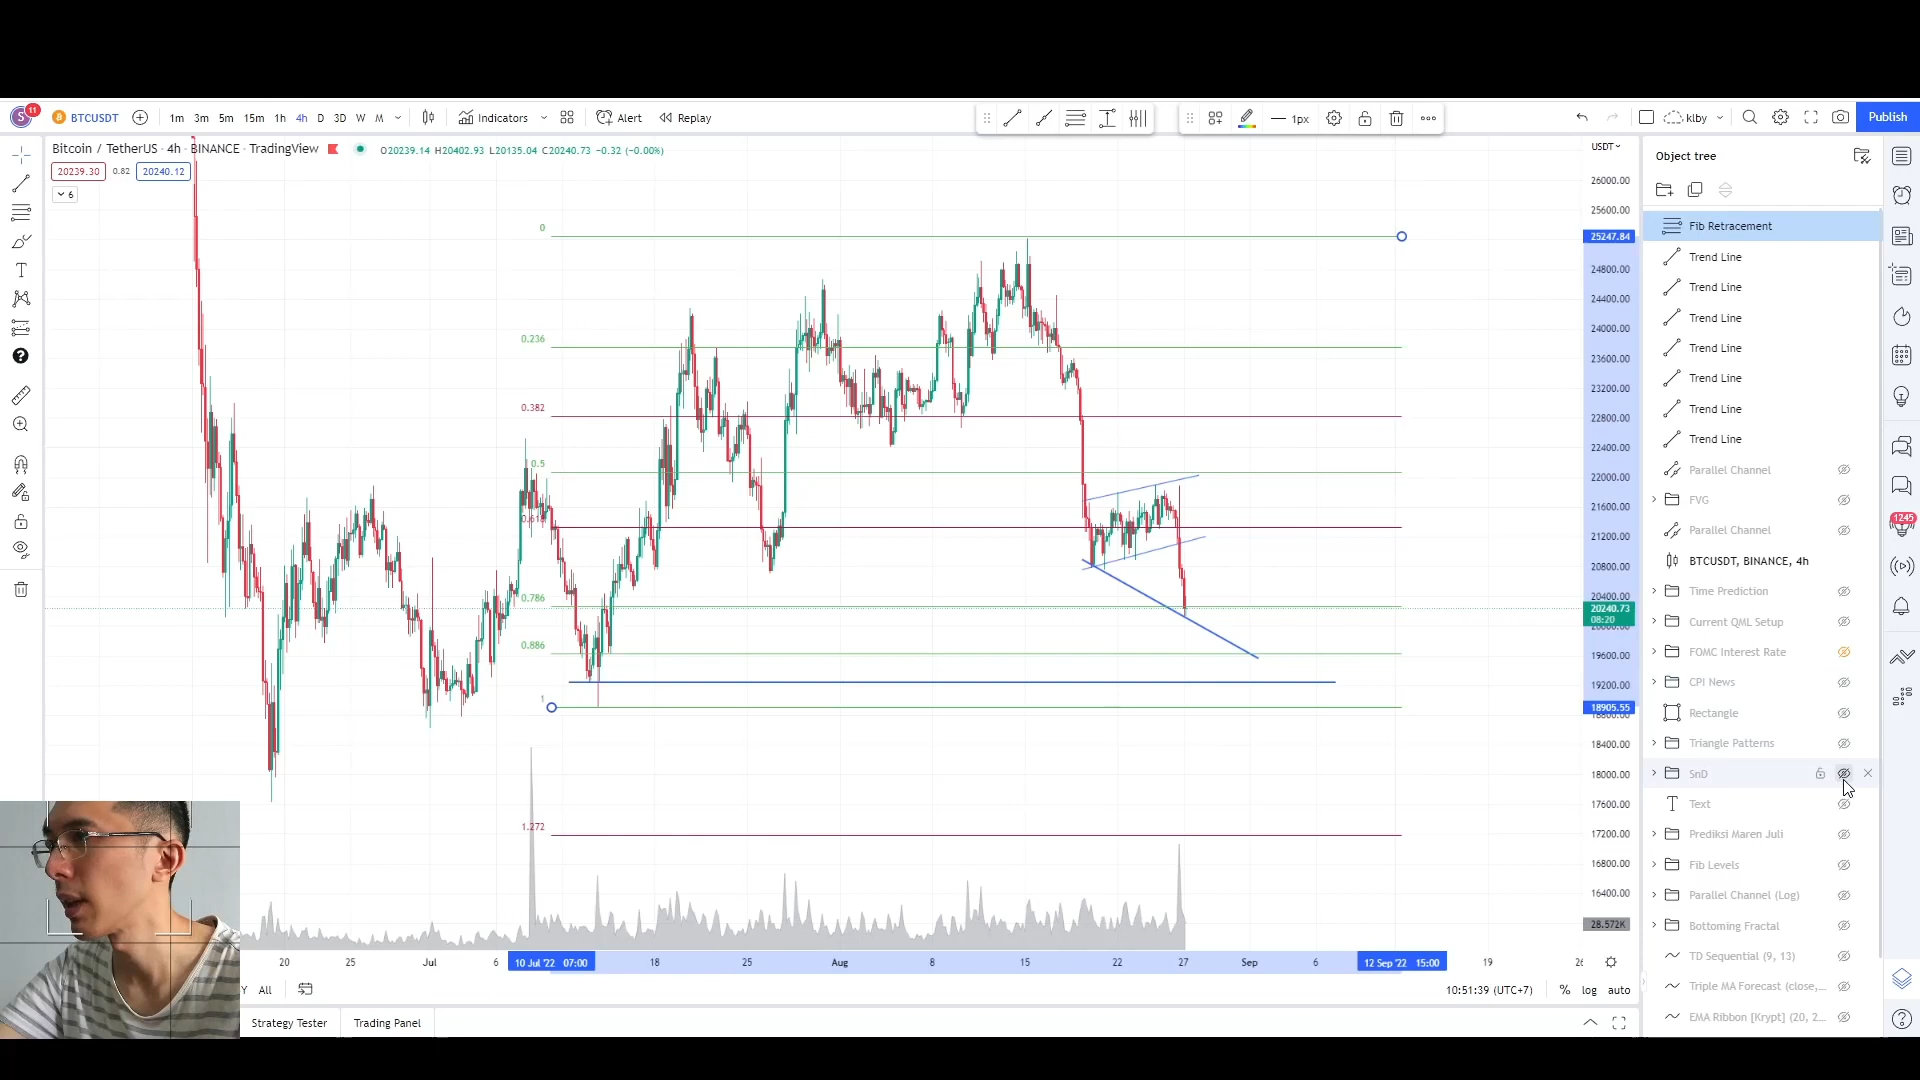 S 11 BTCUSDT 1m 3m 5m 15m 1h 4h D 3D W M Indicators Alert Replay 1px klby Publish
Bitcoin / TetherUS · 4h · BINANCE · TradingView O20239.14 H20402.93 L20135.04 C20240.73 −0.32 (−0.00%)
20239.30 0.82 20240.12
6
0
0.236
0.382
0.5
0.786
0.886
1
1.272
USDT
26000.00
25600.00
25247.84
24800.00
24400.00
24000.00
23600.00
23200.00
22800.00
22400.00
22000.00
21600.00
21200.00
20800.00
20400.00
20240.73
08:20
19600.00
19200.00
18905.55
18400.00
18000.00
17600.00
17200.00
16800.00
16400.00
28.572K
20 25 Jul 6 10 Jul '22 07:00 18 25 Aug 8 15 22 27 Sep 6 12 Sep '22 15:00 19 26
Y All 10:51:39 (UTC+7) % log auto
Strategy Tester Trading Panel
Object tree
Fib Retracement
Trend Line
Trend Line
Trend Line
Trend Line
Trend Line
Trend Line
Trend Line
Parallel Channel
FVG
Parallel Channel
BTCUSDT, BINANCE, 4h
Time Prediction
Current QML Setup
FOMC Interest Rate
CPI News
Rectangle
Triangle Patterns
SnD
Text
Prediksi Maren Juli
Fib Levels
Parallel Channel (Log)
Bottoming Fractal
TD Sequential (9, 13)
Triple MA Forecast (close,...
EMA Ribbon [Krypt] (20, 2...
1245